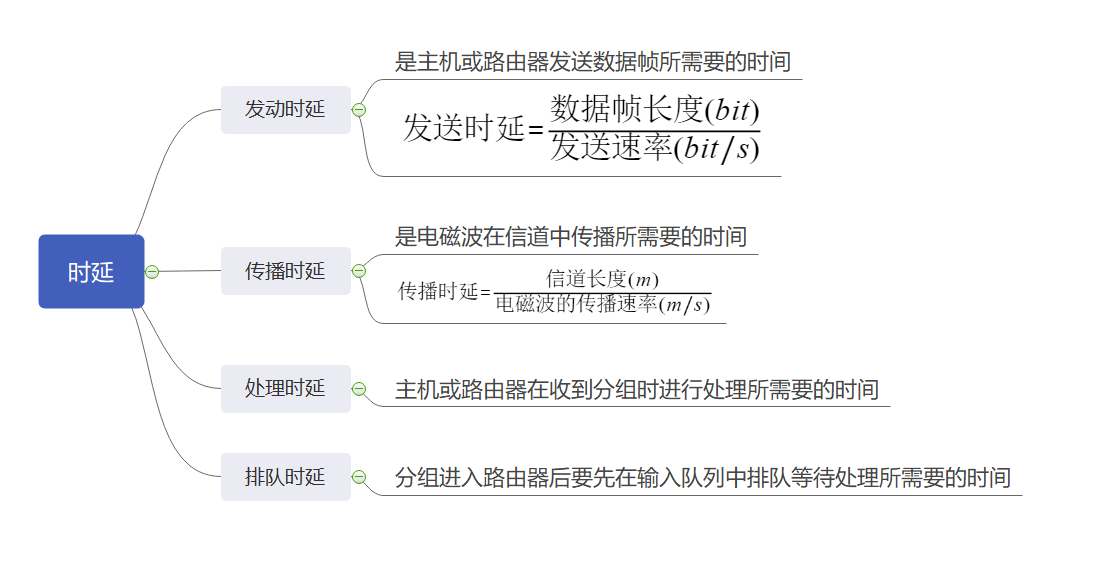 时延
发动时延
是主机或路由器发送数据帧所需要的时间
发送时延=数据帧长度(bit)/发送速率(bit/s)
传播时延
是电磁波在信道中传播所需要的时间
传播时延=信道长度(m)/电磁波的传播速率(m/s)
处理时延
主机或路由器在收到分组时进行处理所需要的时间
排队时延
分组进入路由器后要先在输入队列中排队等待处理所需要的时间